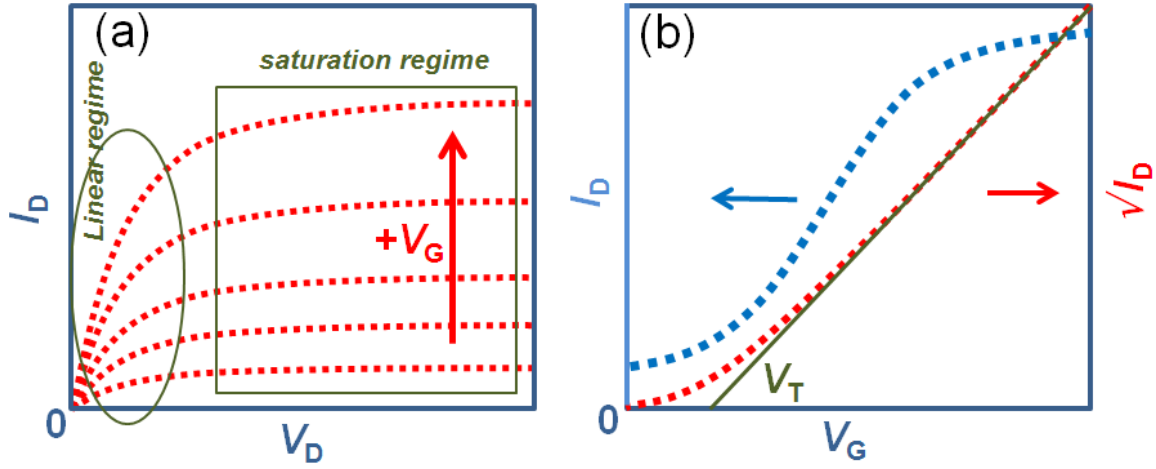 (a)
saturation regime
Linear regime
I_D
+V_G
0
V_D
(b)
I_D
√I_D
V_T
0
V_G